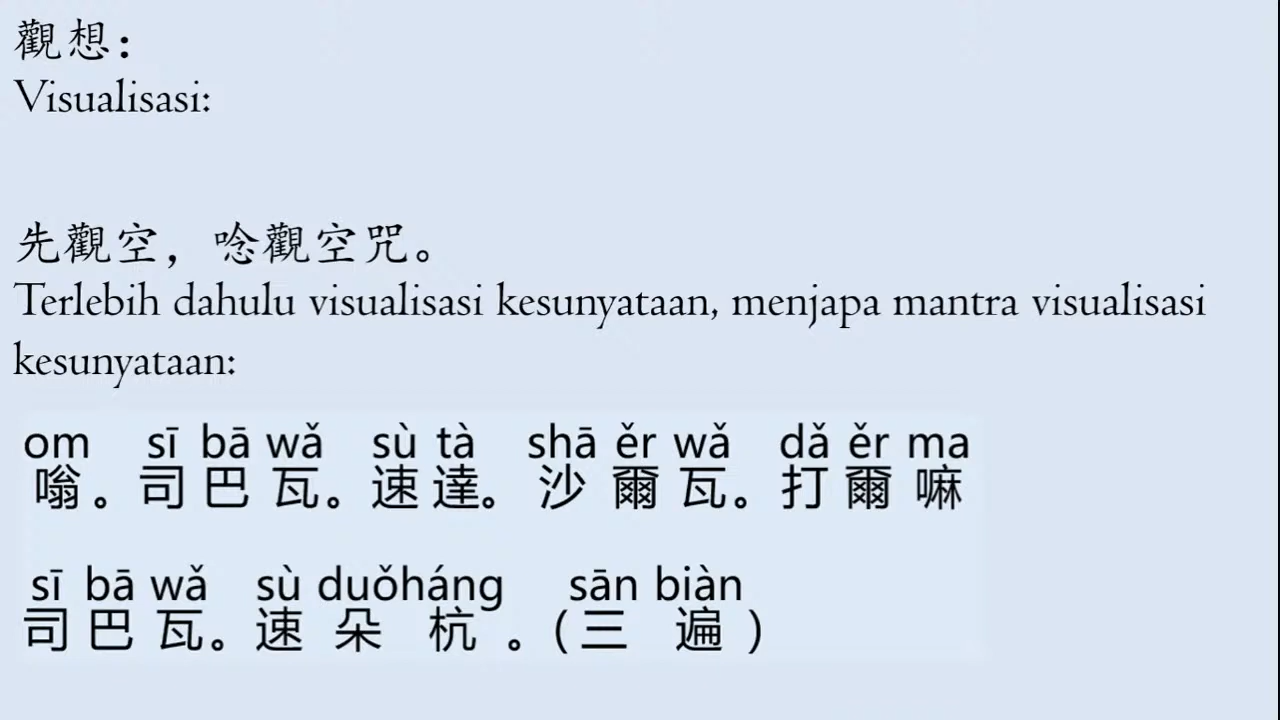 觀想：
Visualisasi:
先觀空，唸觀空咒。
Terlebih dahulu visualisasi kesunyataan, menjapa mantra visualisasi
kesunyataan:
om sī bā wǎ sù tà shā ěr wǎ dǎ ěr ma
嗡。司巴瓦。速達。沙爾瓦。打爾嘛
sī bā wǎ sù duǒháng sān biàn
司巴瓦。速朵杭。(三遍)